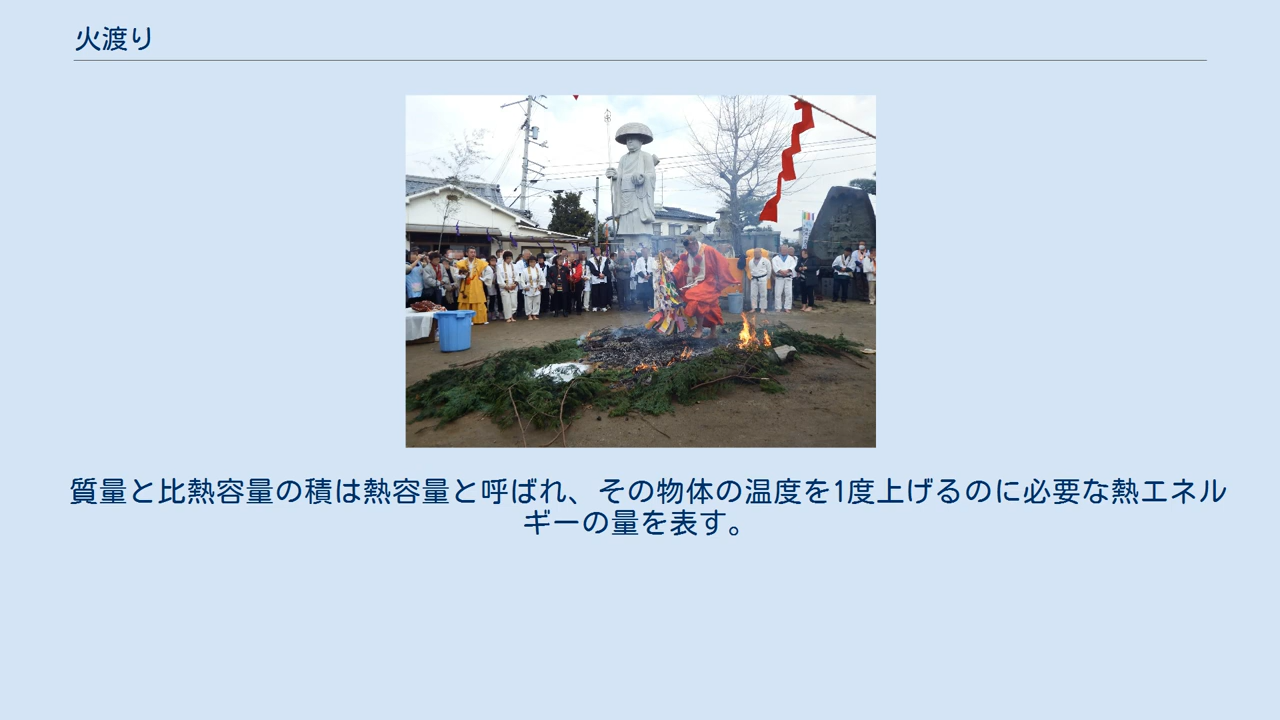 火渡り
質量と比熱容量の積は熱容量と呼ばれ、その物体の温度を1度上げるのに必要な熱エネル
ギーの量を表す。